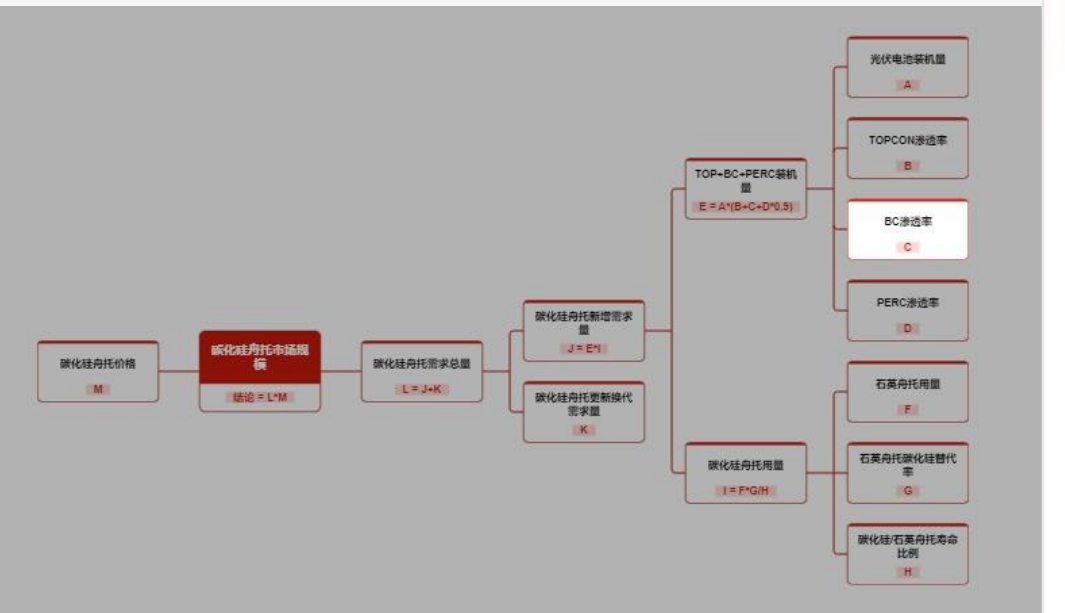 光伏电池装机量
A
TOPCON渗透率
B
TOP+BC+PERC装机
量
E = A*(B+C+D*0.5)
BC渗透率
C
PERC渗透率
D
碳化硅舟托新增需求
量
J = E*I
碳化硅舟托价格
M
碳化硅舟托市场规
模
结论 = L*M
碳化硅舟托需求总量
L = J+K
碳化硅舟托更新换代
需求量
K
石英舟托用量
F
碳化硅舟托用量
I = F*G/H
石英舟托碳化硅替代
率
G
碳化硅/石英舟托寿命
比例
H